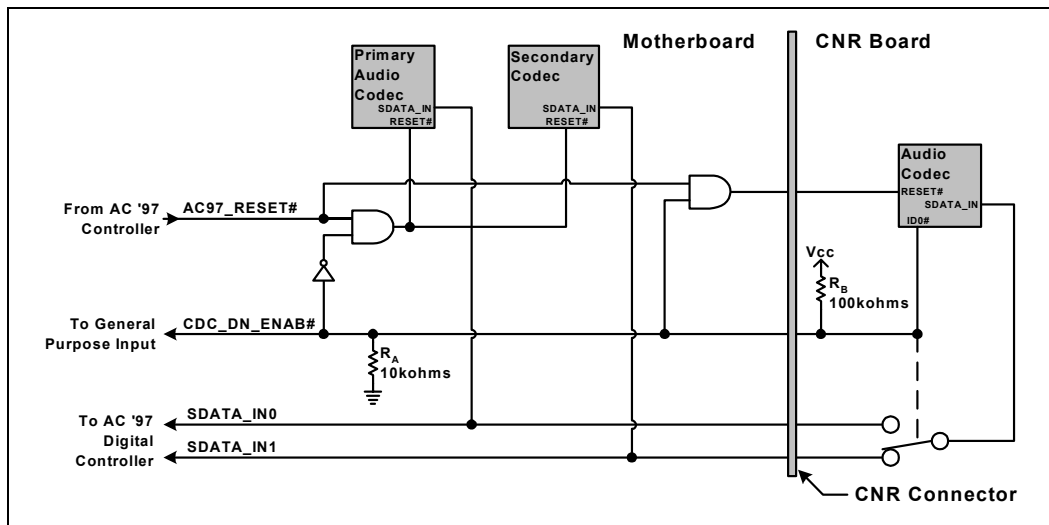 Motherboard
CNR Board
Primary
Audio
Codec
SDATA_IN
RESET#
Secondary
Codec
SDATA_IN
RESET#
Audio
Codec
RESET#
SDATA_IN
ID0#
From AC '97
Controller
AC97_RESET#
Vcc
RB
100kohms
To General
Purpose Input
CDC_DN_ENAB#
RA
10kohms
To AC '97
Digital
Controller
SDATA_IN0
SDATA_IN1
CNR Connector